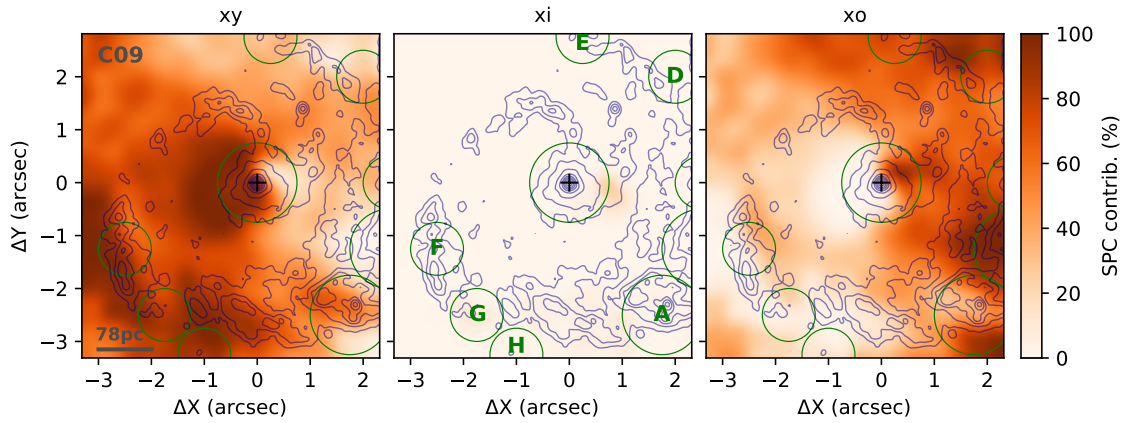 xy
xi
xo
C09
E
D
F
G
A
H
78pc
2
1
0
−1
−2
−3
ΔY (arcsec)
−3 −2 −1 0 1 2
−3 −2 −1 0 1 2
−3 −2 −1 0 1 2
ΔX (arcsec)
ΔX (arcsec)
ΔX (arcsec)
100
80
60
40
20
0
SPC contrib. (%)